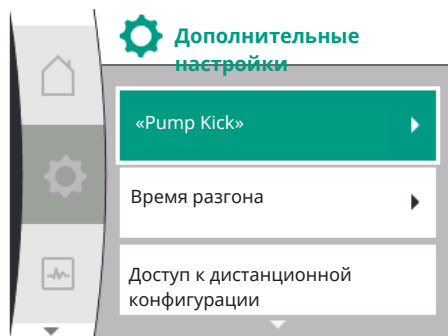 Дополнительные
настройки
«Pump Kick»
Время разгона
Доступ к дистанционной
конфигурации